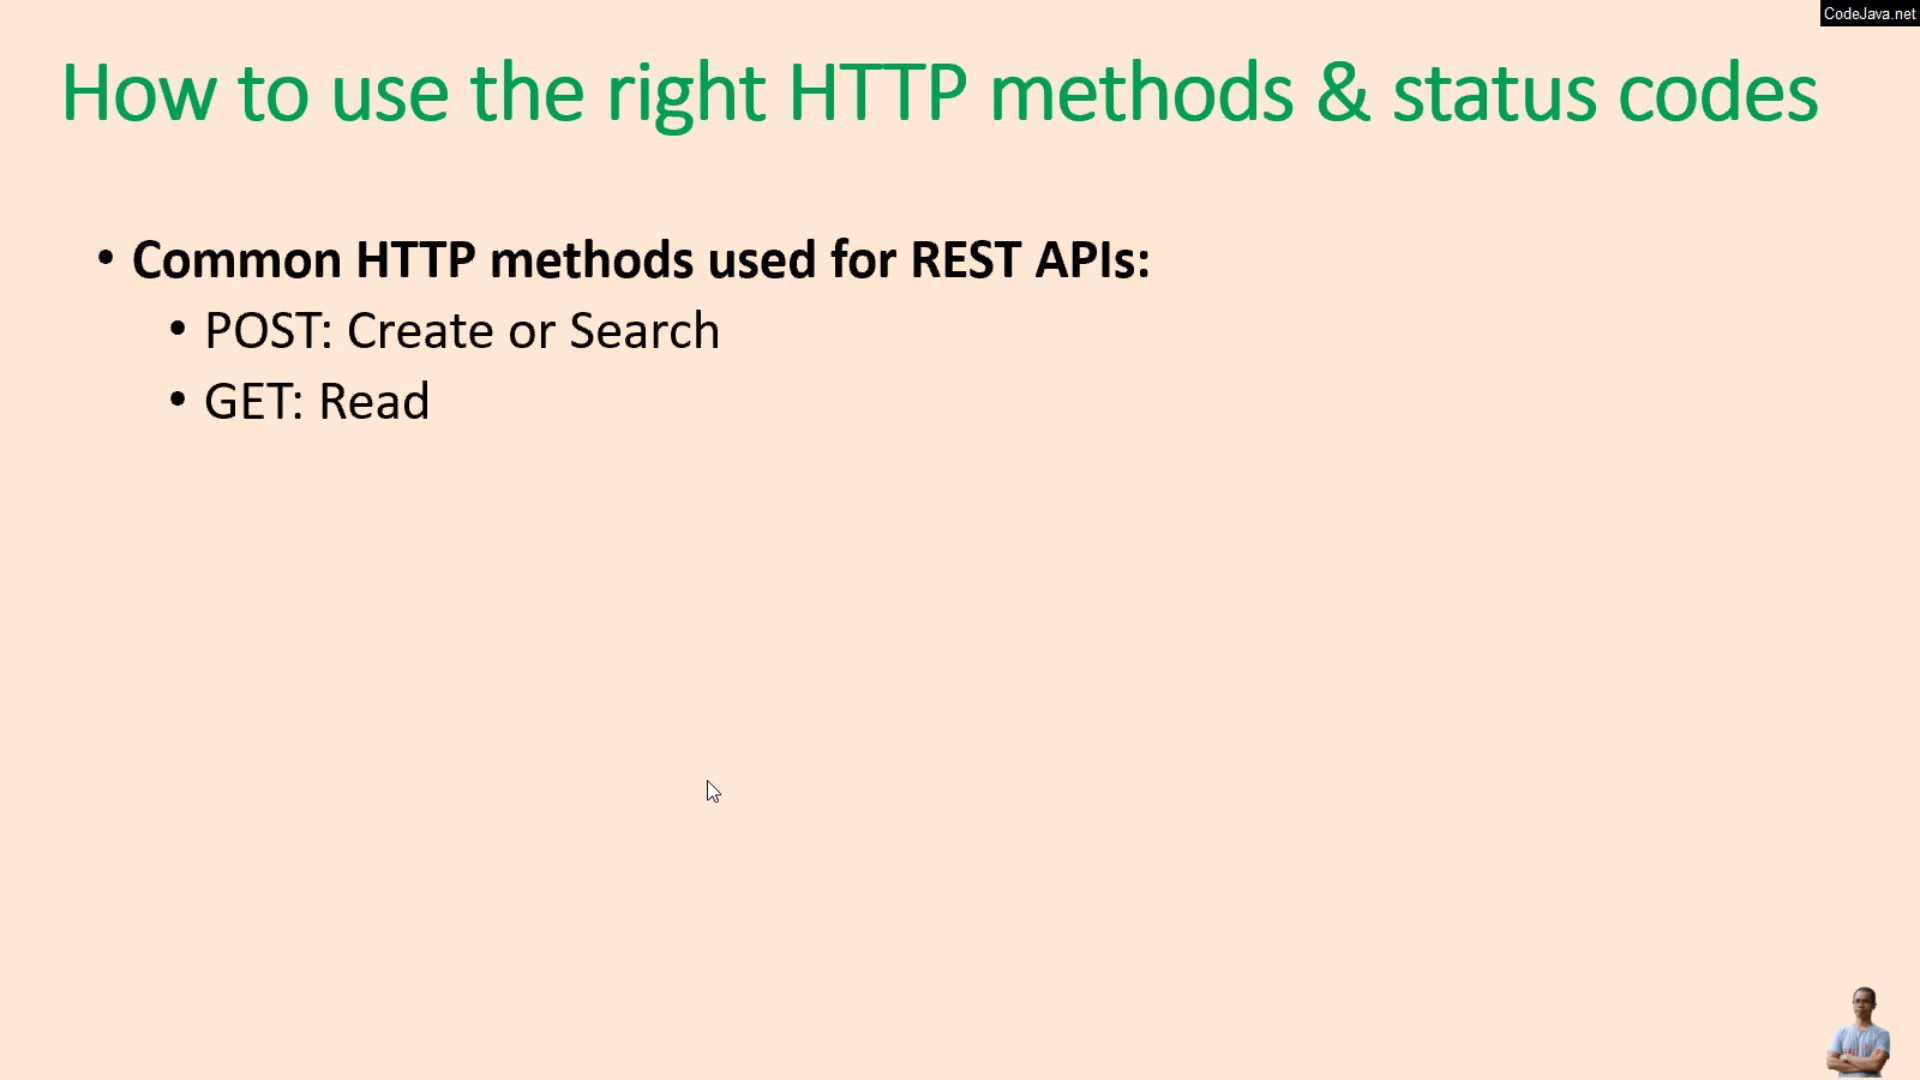 CodeJava.net
How to use the right HTTP methods & status codes
• Common HTTP methods used for REST APIs:
• POST: Create or Search
• GET: Read